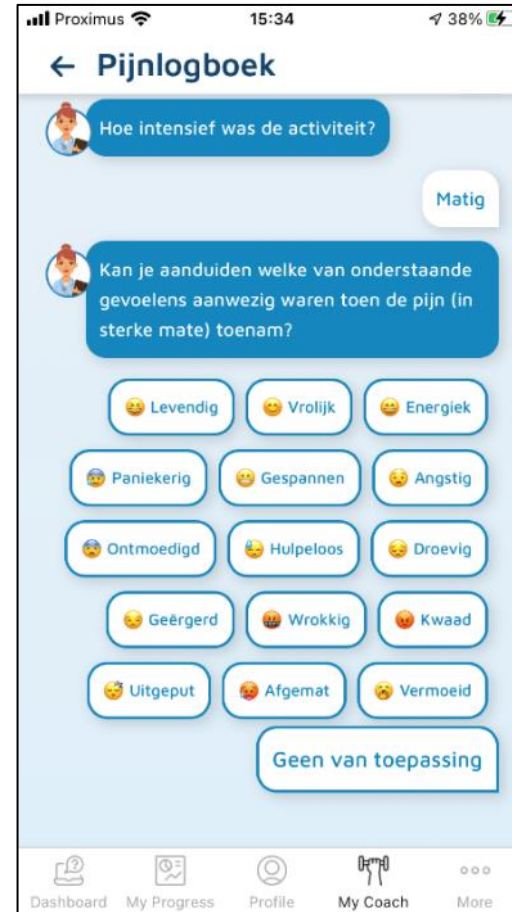 Proximus 15:34 38%
← Pijnlogboek
Hoe intensief was de activiteit?
Matig
Kan je aanduiden welke van onderstaande
gevoelens aanwezig waren toen de pijn (in
sterke mate) toenam?
Levendig Vrolijk Energiek
Paniekerig Gespannen Angstig
Ontmoedigd Hulpeloos Droevig
Geërgerd Wrokkig Kwaad
Uitgeput Afgemat Vermoeid
Geen van toepassing
Dashboard My Progress Profile My Coach More